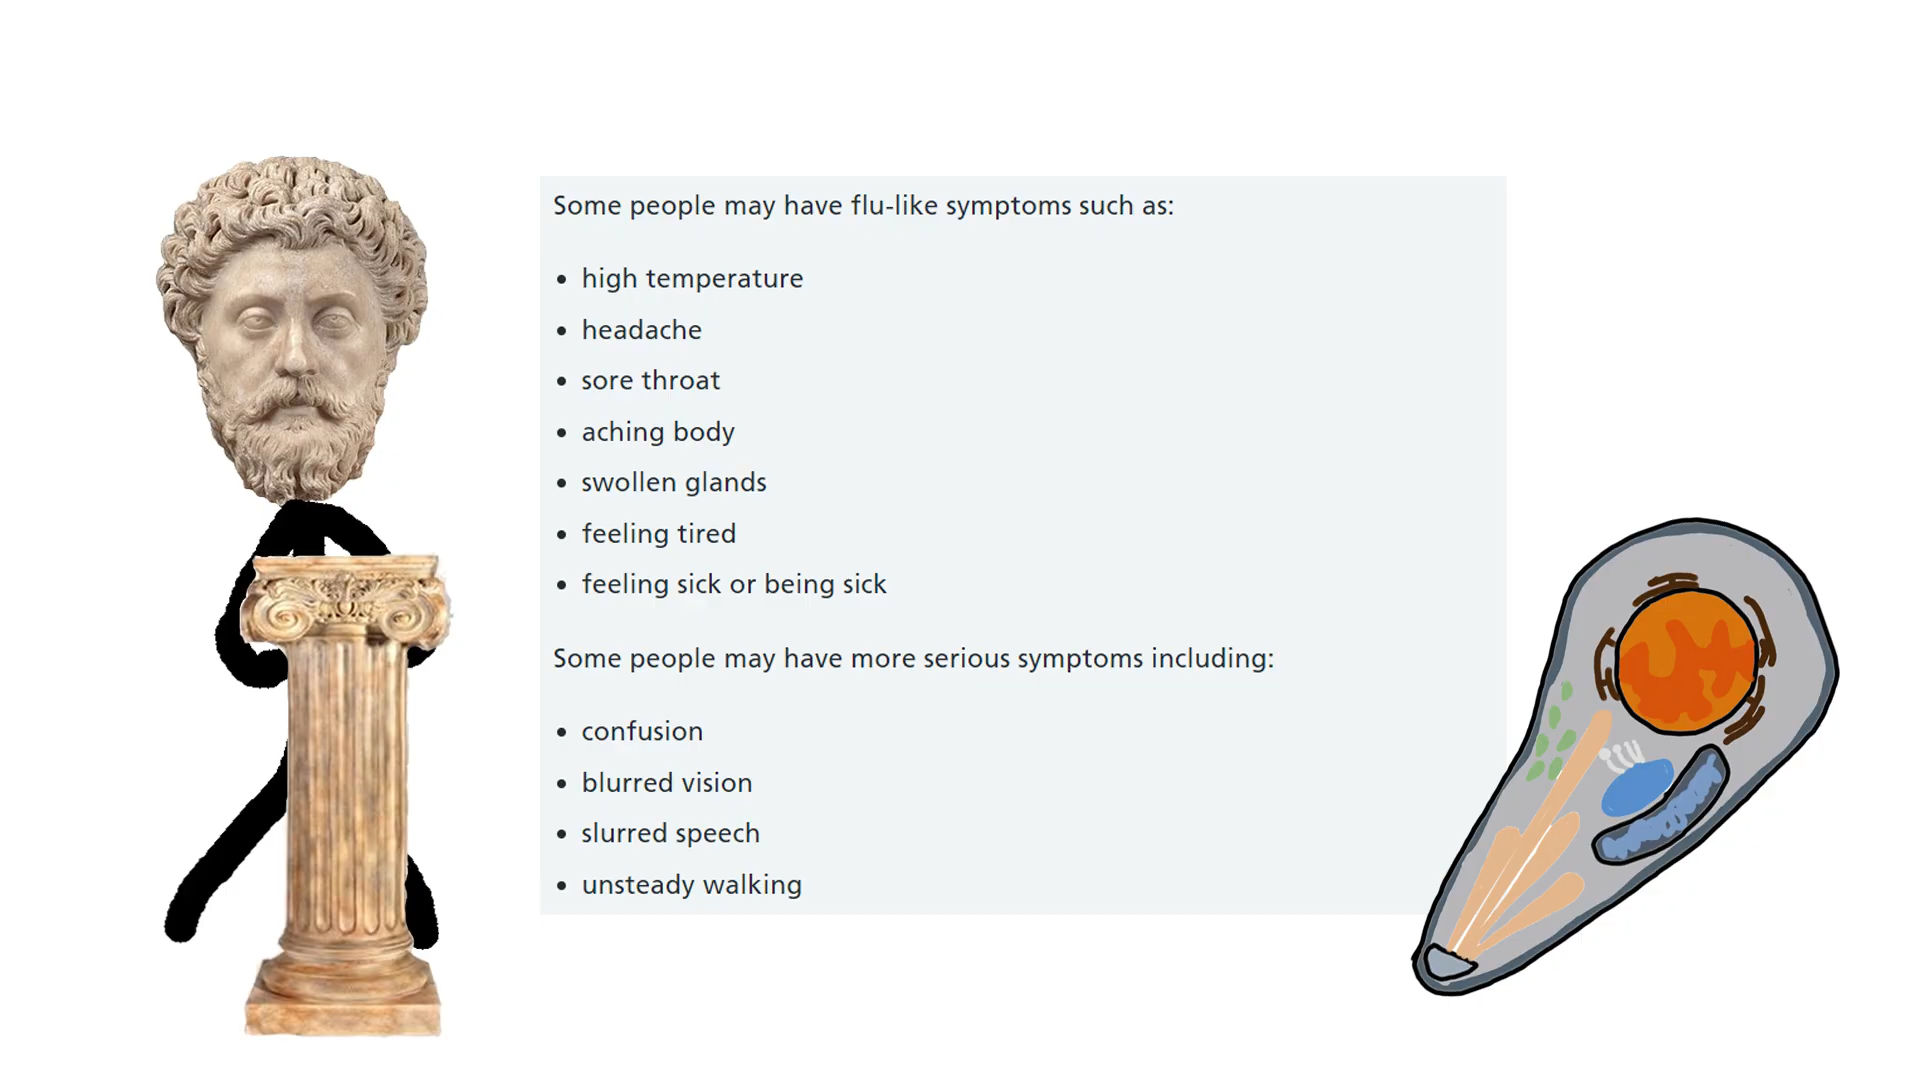 Some people may have flu-like symptoms such as:
• high temperature
• headache
• sore throat
• aching body
• swollen glands
• feeling tired
• feeling sick or being sick
Some people may have more serious symptoms including:
• confusion
• blurred vision
• slurred speech
• unsteady walking